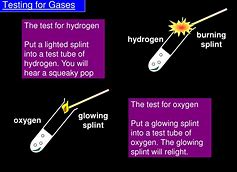 Testing for Gases
The test for hydrogen
Put a lighted splint
into a test tube of
hydrogen. You will
hear a squeaky pop
hydrogen
burning
splint
oxygen
glowing
splint
The test for oxygen
Put a glowing splint
into a test tube of
oxygen. The glowing
splint will relight.